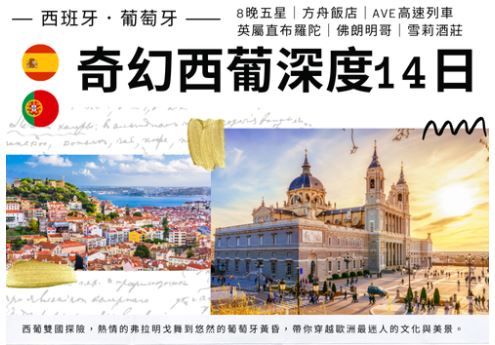 西班牙·葡萄牙
8晚五星｜方舟飯店｜AVE高速列車
英屬直布羅陀｜佛朗明哥｜雪莉酒莊
奇幻西葡深度14日
西葡雙國探險，熱情的弗拉明戈舞到悠然的葡萄牙黃昏，帶你穿越歐洲最迷人的文化與美景。